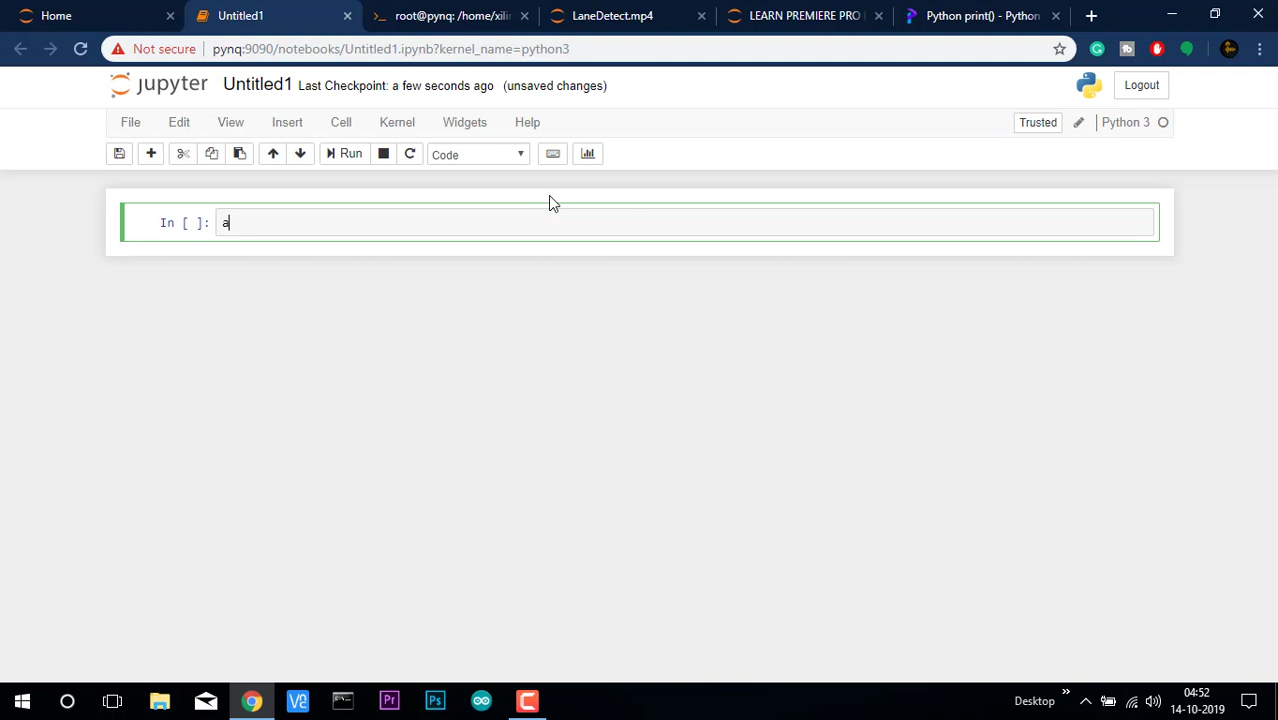 Home
Untitled1
root@pynq: /home/xilin
LaneDetect.mp4
LEARN PREMIERE PRO
Python print() - Python
Not secure
pynq:9090/notebooks/Untitled1.ipynb?kernel_name=python3
jupyter
Untitled1
Last Checkpoint: a few seconds ago
(unsaved changes)
Logout
File
Edit
View
Insert
Cell
Kernel
Widgets
Help
Trusted
Python 3
Run
Code
In [ ]:
a
Pr
Ps
Desktop
04:52
14-10-2019